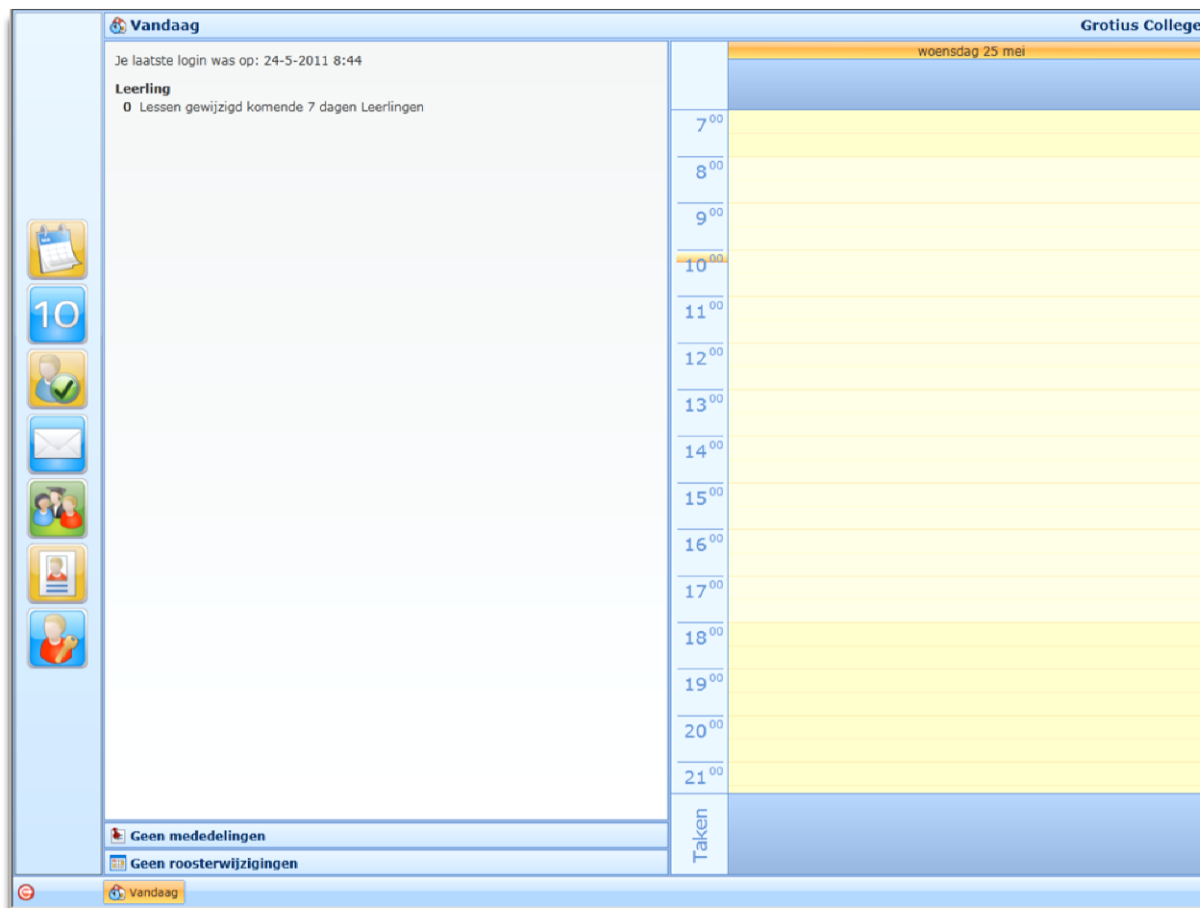 Vandaag
Grotius College
Je laatste login was op: 24-5-2011 8:44
Leerling
0 Lessen gewijzigd komende 7 dagen Leerlingen
woensdag 25 mei
7 00
8 00
9 00
10 00
11 00
12 00
13 00
14 00
15 00
16 00
17 00
18 00
19 00
20 00
21 00
Taken
10
Geen mededelingen
Geen roosterwijzigingen
Vandaag